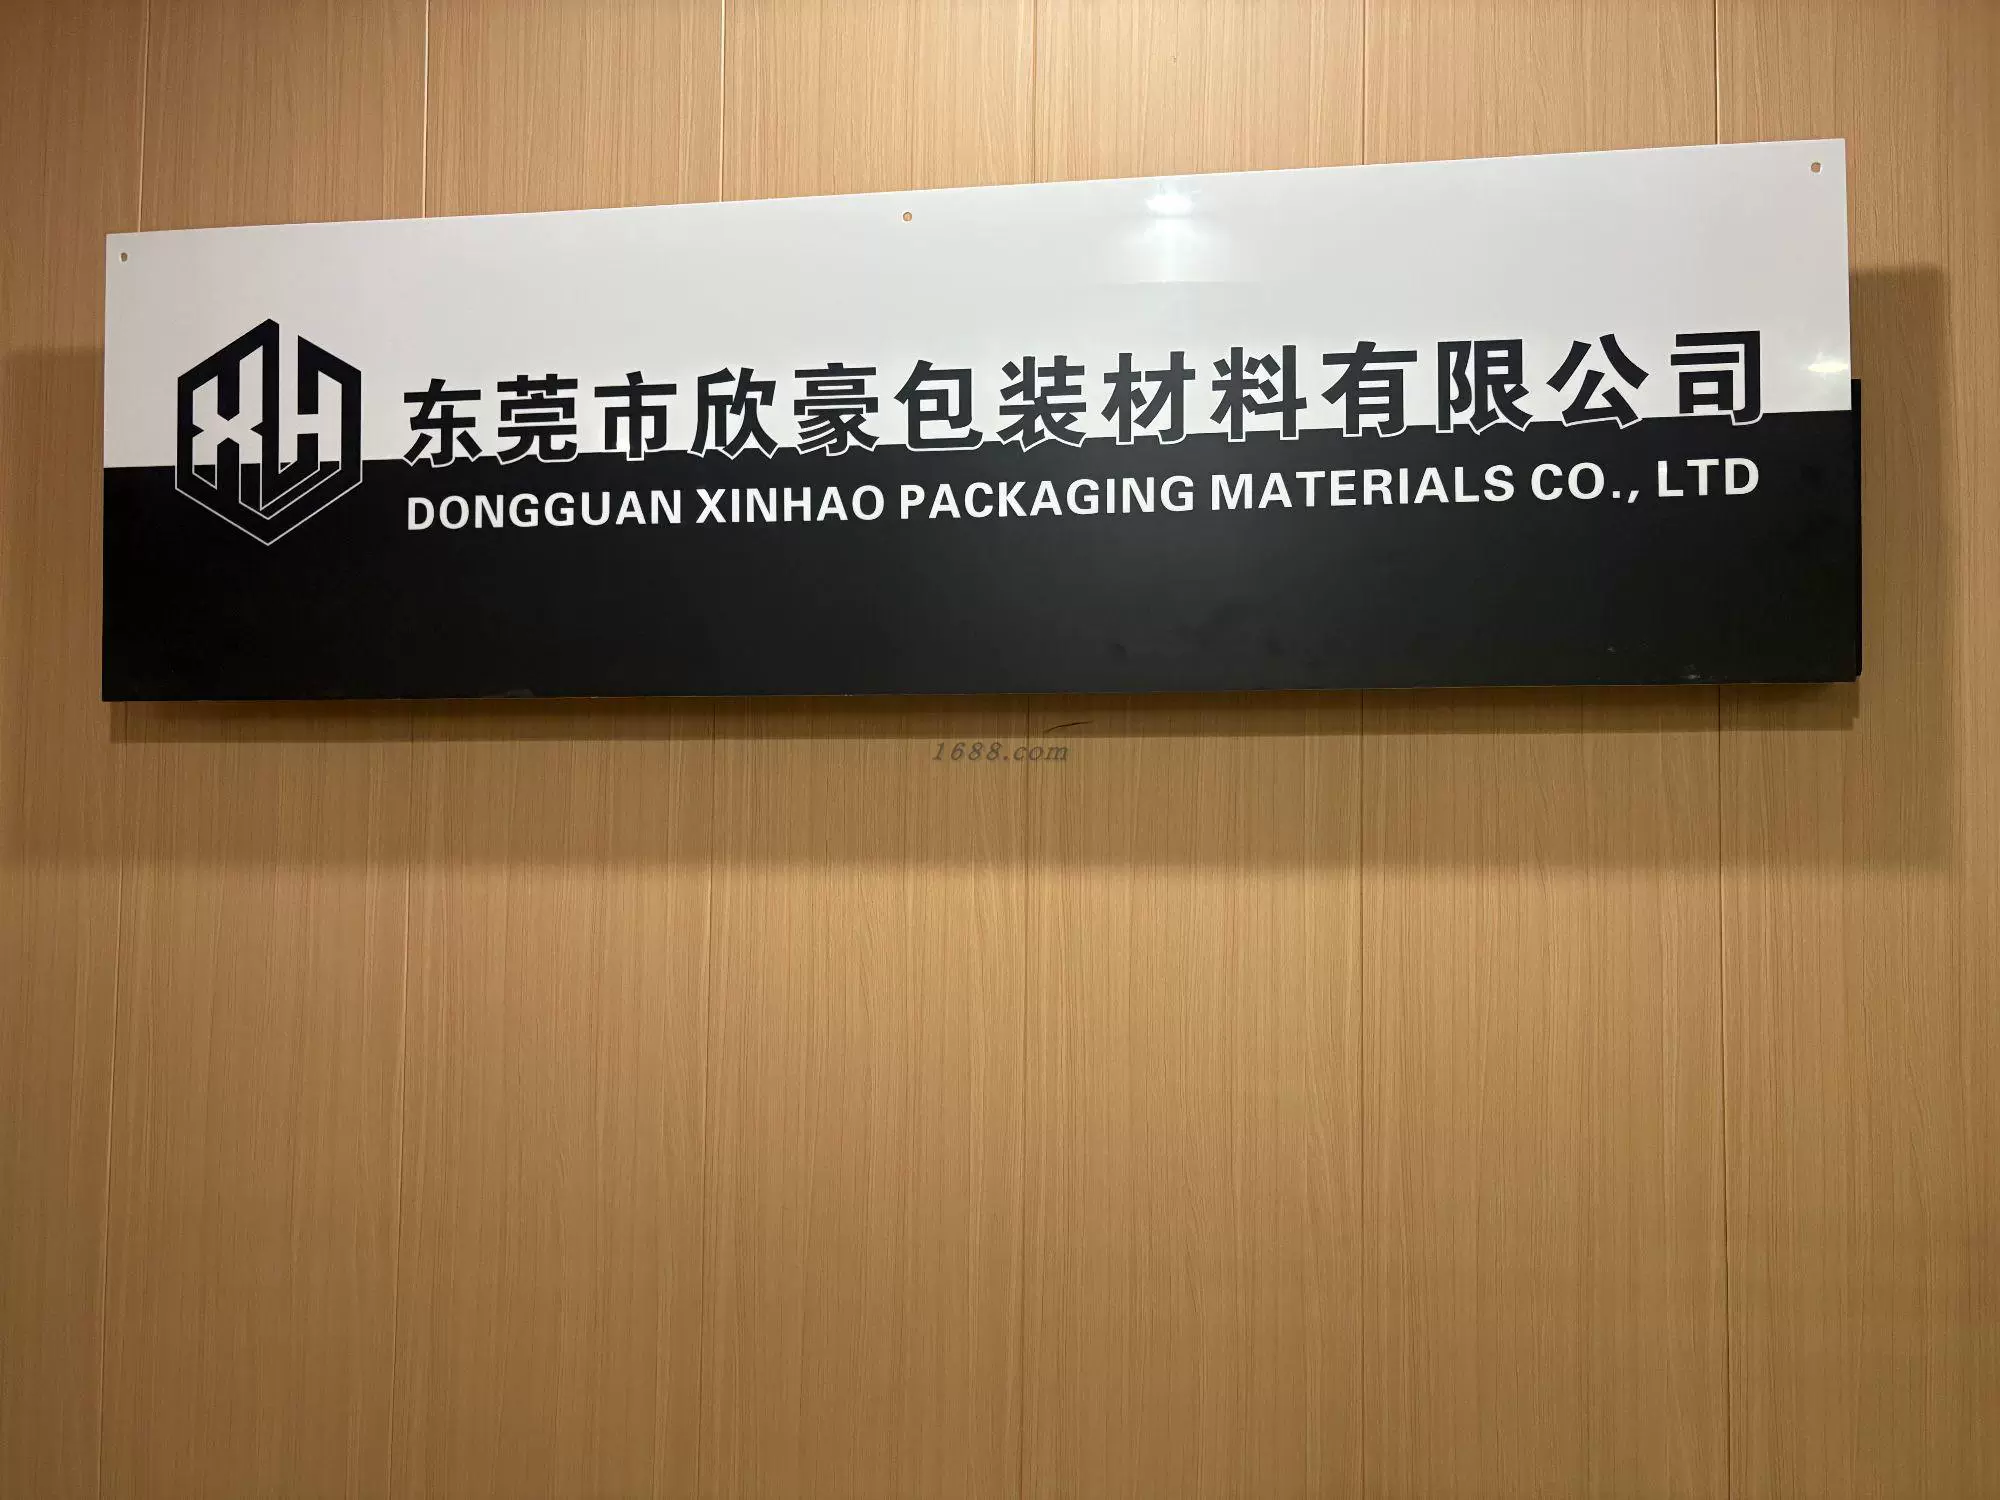 XH
东莞市欣豪包装材料有限公司
DONGGUAN XINHAO PACKAGING MATERIALS CO., LTD
1688.com